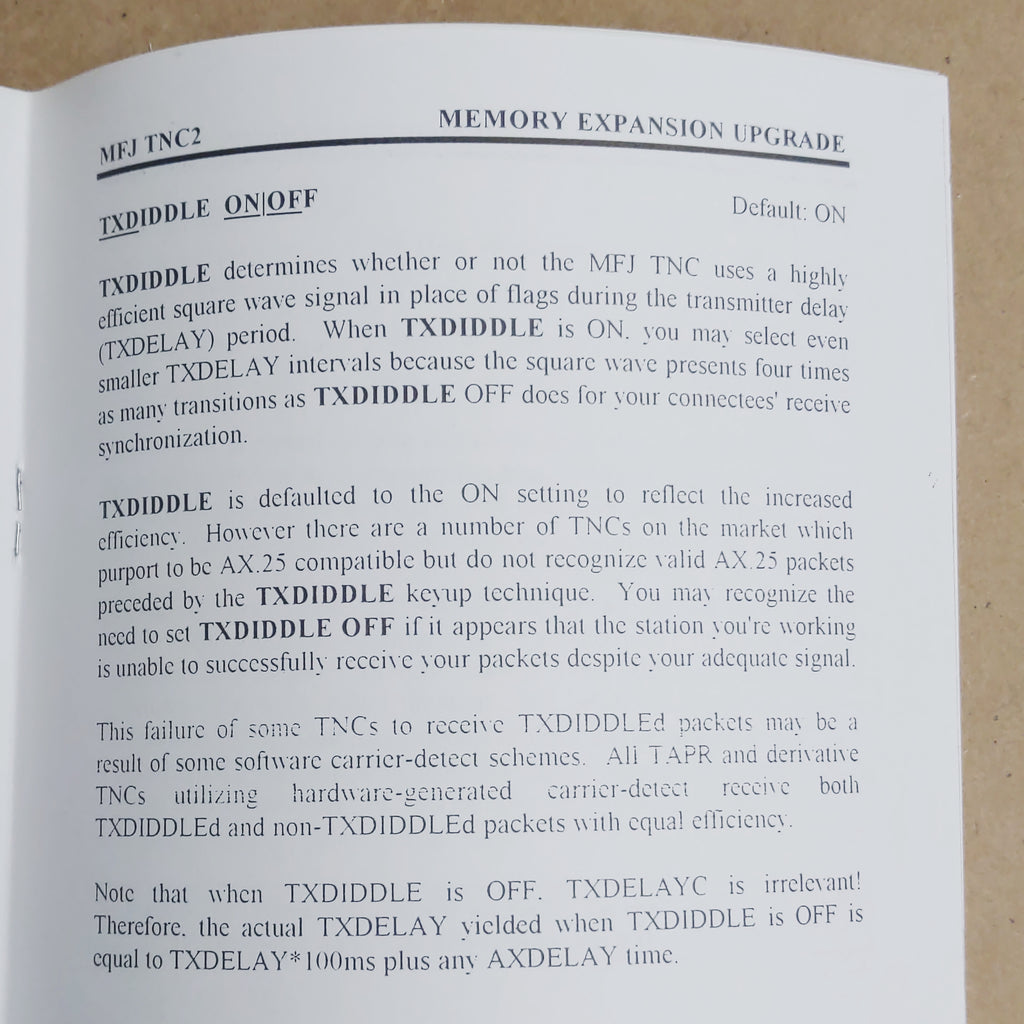 MFJ TNC2 MEMORY EXPANSION UPGRADE
TXDIDDLE ON|OFF Default: ON
TXDIDDLE determines whether or not the MFJ TNC uses a highly
efficient square wave signal in place of flags during the transmitter delay
(TXDELAY) period. When TXDIDDLE is ON, you may select even
smaller TXDELAY intervals because the square wave presents four times
as many transitions as TXDIDDLE OFF does for your connectees' receive
synchronization.
TXDIDDLE is defaulted to the ON setting to reflect the increased
efficiency. However there are a number of TNCs on the market which
purport to be AX.25 compatible but do not recognize valid AX.25 packets
preceded by the TXDIDDLE keyup technique. You may recognize the
need to set TXDIDDLE OFF if it appears that the station you're working
is unable to successfully receive your packets despite your adequate signal.
This failure of some TNCs to receive TXDIDDLEd packets may be a
result of some software carrier-detect schemes. All TAPR and derivative
TNCs utilizing hardware-generated carrier-detect receive both
TXDIDDLEd and non-TXDIDDLEd packets with equal efficiency.
Note that when TXDIDDLE is OFF, TXDELAYC is irrelevant!
Therefore, the actual TXDELAY yielded when TXDIDDLE is OFF is
equal to TXDELAY*100ms plus any AXDELAY time.